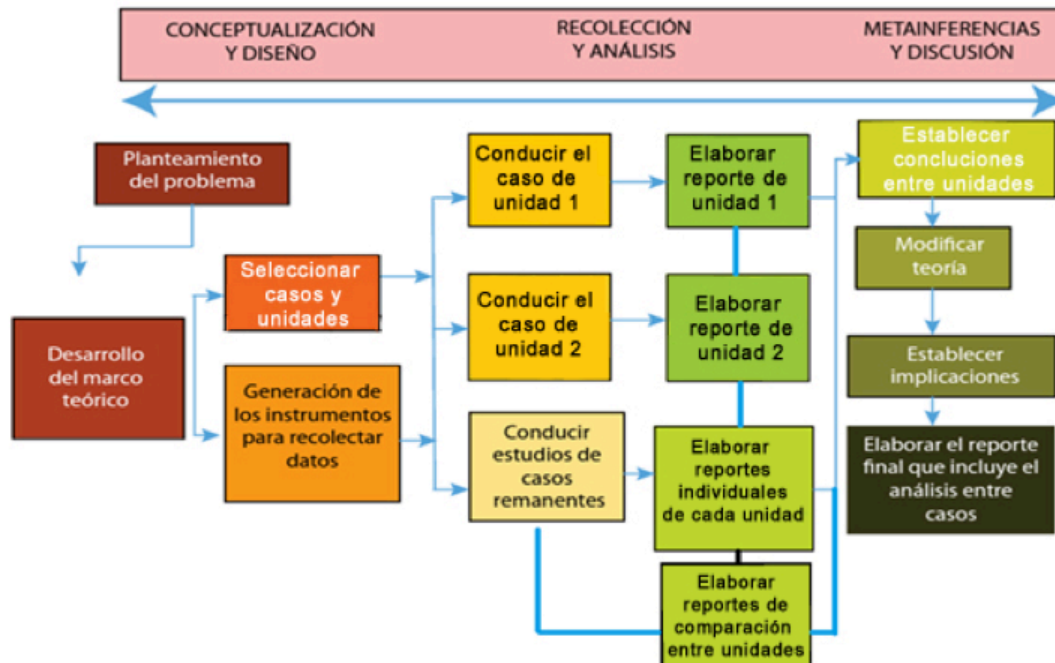 CONCEPTUALIZACIÓN
Y DISEÑO
RECOLECCIÓN
Y ANÁLISIS
METAINFERENCIAS
Y DISCUSIÓN
Planteamiento
del problema
Desarrollo
del marco
teórico
Seleccionar
casos y
unidades
Generación de
los instrumentos
para recolectar
datos
Conducir el
caso de
unidad 1
Conducir el
caso de
unidad 2
Conducir
estudios de
casos
remanentes
Elaborar
reporte de
unidad 1
Elaborar
reporte de
unidad 2
Elaborar
reportes
individuales
de cada unidad
Elaborar
reportes de
comparación
entre unidades
Establecer
concluciones
entre unidades
Modificar
teoría
Establecer
implicaciones
Elaborar el reporte
final que incluye el
análisis entre
casos